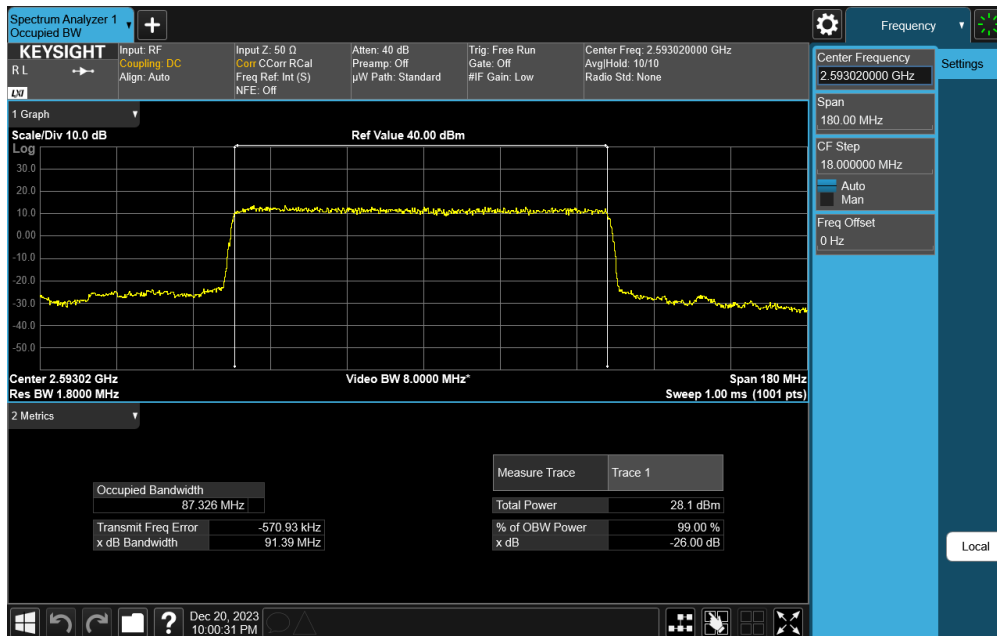 Spectrum Analyzer 1
Occupied BW
+
Frequency
KEYSIGHT
R L
LXI
Input: RF
Coupling: DC
Align: Auto
Input Z: 50 Ω
Corr CCorr RCal
Freq Ref: Int (S)
NFE: Off
Atten: 40 dB
Preamp: Off
µW Path: Standard
Trig: Free Run
Gate: Off
#IF Gain: Low
Center Freq: 2.593020000 GHz
Avg|Hold: 10/10
Radio Std: None
Center Frequency
2.593020000 GHz
Settings
Span
180.00 MHz
CF Step
18.000000 MHz
Auto
Man
Freq Offset
0 Hz
Local
1 Graph
Scale/Div 10.0 dB
Ref Value 40.00 dBm
Log
30.0
20.0
10.0
0.00
-10.0
-20.0
-30.0
-40.0
-50.0
Center 2.59302 GHz
Video BW 8.0000 MHz*
Span 180 MHz
Res BW 1.8000 MHz
Sweep 1.00 ms (1001 pts)
2 Metrics
Occupied Bandwidth
87.326 MHz
Transmit Freq Error -570.93 kHz
x dB Bandwidth 91.39 MHz
Measure Trace Trace 1
Total Power 28.1 dBm
% of OBW Power 99.00 %
x dB -26.00 dB
?
Dec 20, 2023
10:00:31 PM